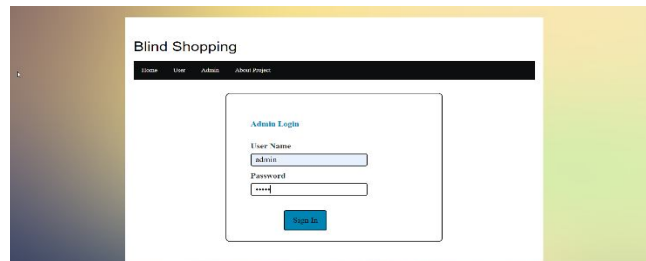 Blind Shopping
Home User Admin About Project
Admin Login
User Name
admin
Password
•••••
Sign In